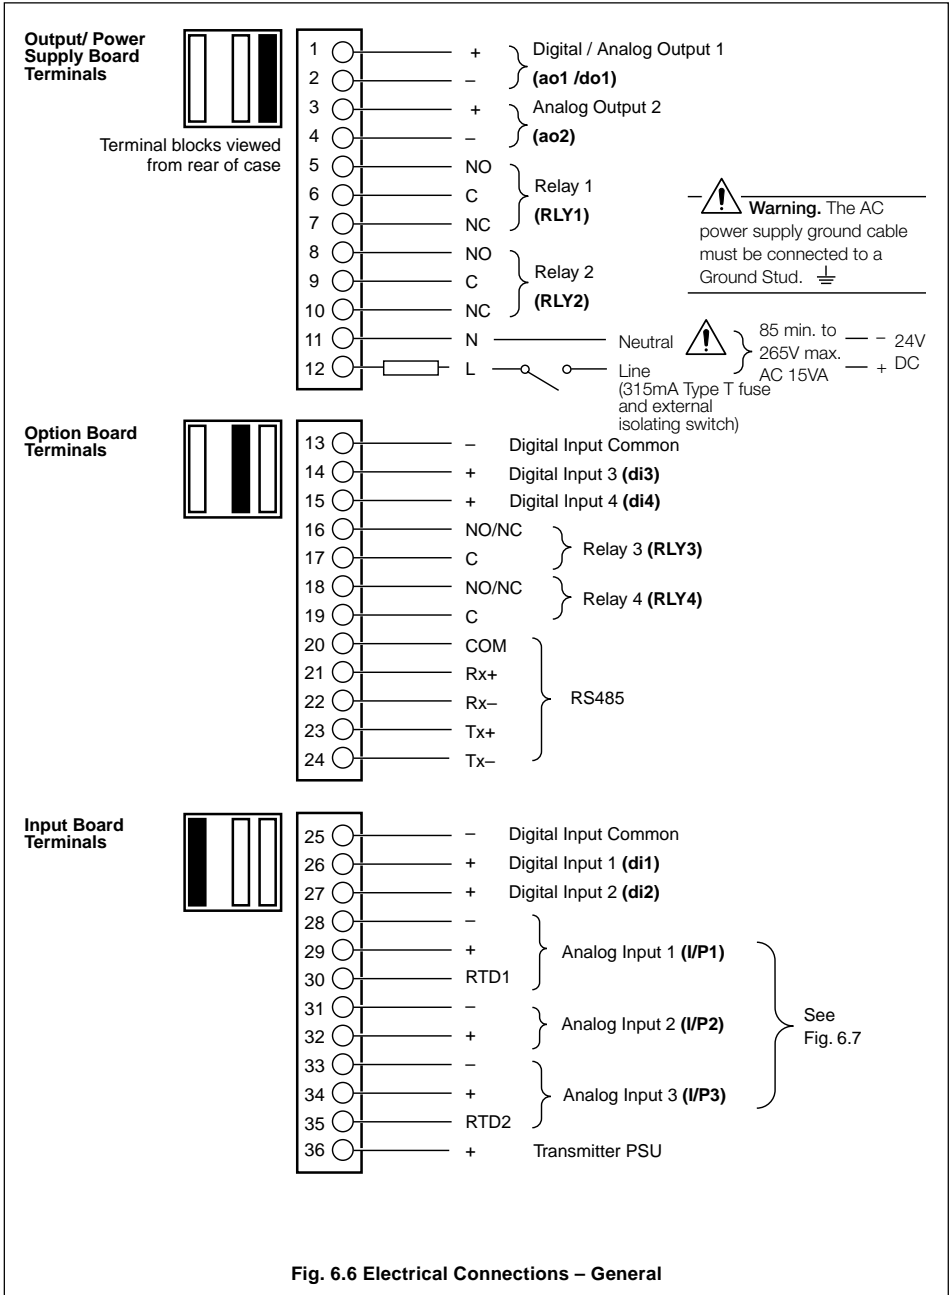 Output/ Power
Supply Board
Terminals
Terminal blocks viewed
from rear of case
1 + Digital / Analog Output 1
2 – (ao1 /do1)
3 + Analog Output 2
4 – (ao2)
5 NO
6 C Relay 1
7 NC (RLY1)
8 NO
9 C Relay 2
10 NC (RLY2)
Warning. The AC
power supply ground cable
must be connected to a
Ground Stud.
11 N Neutral
12 L Line
(315mA Type T fuse
and external
isolating switch)
85 min. to
265V max.
AC 15VA
– 24V
+ DC
Option Board
Terminals
13 – Digital Input Common
14 + Digital Input 3 (di3)
15 + Digital Input 4 (di4)
16 NO/NC
17 C Relay 3 (RLY3)
18 NO/NC
19 C Relay 4 (RLY4)
20 COM
21 Rx+
22 Rx– RS485
23 Tx+
24 Tx–
Input Board
Terminals
25 – Digital Input Common
26 + Digital Input 1 (di1)
27 + Digital Input 2 (di2)
28 –
29 + Analog Input 1 (I/P1)
30 RTD1
31 –
32 + Analog Input 2 (I/P2)
33 –
34 + Analog Input 3 (I/P3)
35 RTD2
See
Fig. 6.7
36 + Transmitter PSU
Fig. 6.6 Electrical Connections – General